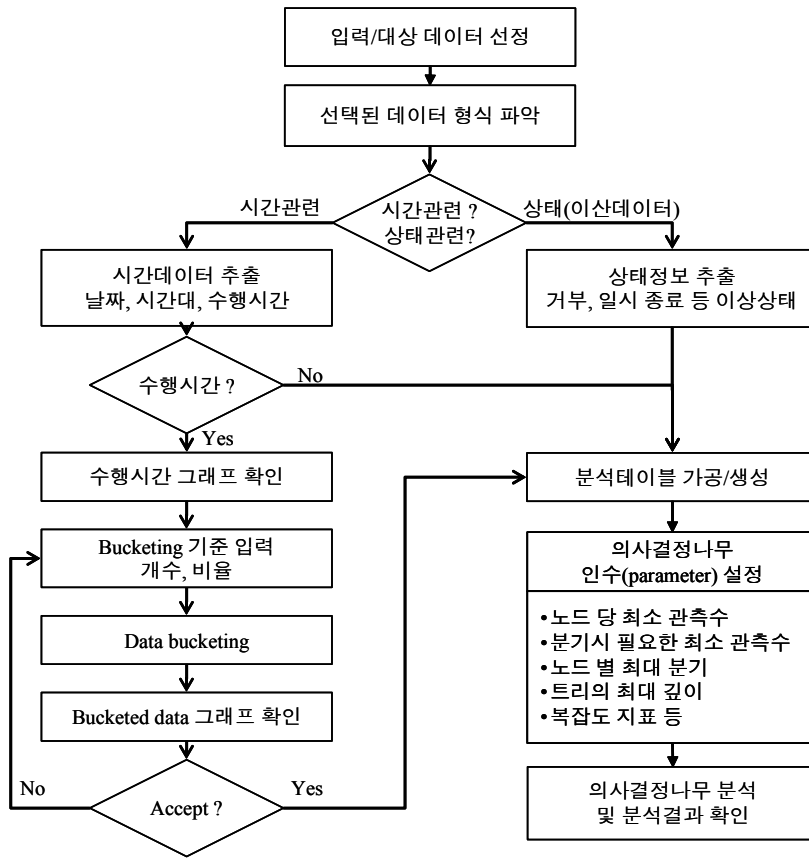 입력/대상 데이터 선정
선택된 데이터 형식 파악
시간관련 ?
상태관련?
시간관련
상태(이산데이터)
시간데이터 추출
날짜, 시간대, 수행시간
상태정보 추출
거부, 일시 종료 등 이상상태
수행시간 ?
No
Yes
수행시간 그래프 확인
분석테이블 가공/생성
Bucketing 기준 입력
개수, 비율
Data bucketing
Bucketed data 그래프 확인
Accept ?
No
Yes
의사결정나무
인수(parameter) 설정
•노드 당 최소 관측수
•분기시 필요한 최소 관측수
•노드 별 최대 분기
•트리의 최대 깊이
•복잡도 지표 등
의사결정나무 분석
및 분석결과 확인